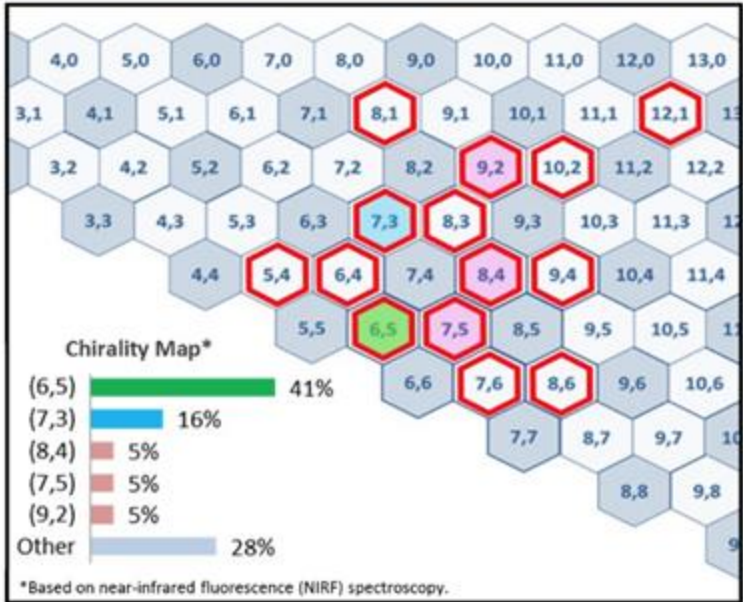 4,0 5,0 6,0 7,0 8,0 9,0 10,0 11,0 12,0 13,0
3,1 4,1 5,1 6,1 7,1 8,1 9,1 10,1 11,1 12,1
3,2 4,2 5,2 6,2 7,2 8,2 9,2 10,2 11,2 12,2
3,3 4,3 5,3 6,3 7,3 8,3 9,3 10,3 11,3
4,4 5,4 6,4 7,4 8,4 9,4 10,4 11,4
5,5 6,5 7,5 8,5 9,5 10,5
6,6 7,6 8,6 9,6 10,6
7,7 8,7 9,7
8,8 9,8
Chirality Map*
(6,5) 41%
(7,3) 16%
(8,4) 5%
(7,5) 5%
(9,2) 5%
Other 28%
*Based on near-infrared fluorescence (NIRF) spectroscopy.